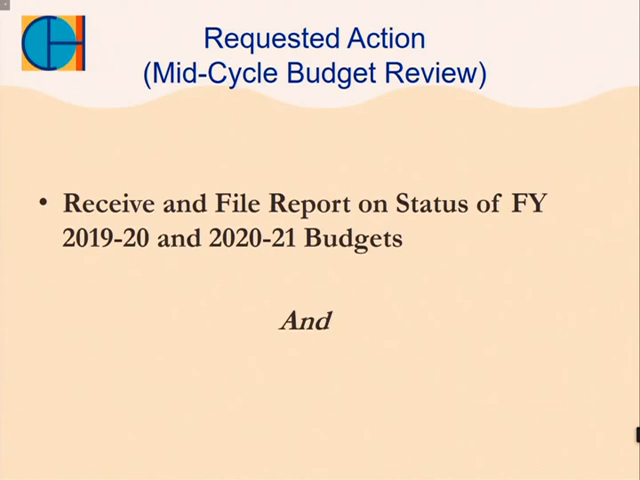 Requested Action
(Mid-Cycle Budget Review)
• Receive and File Report on Status of FY
2019-20 and 2020-21 Budgets
And